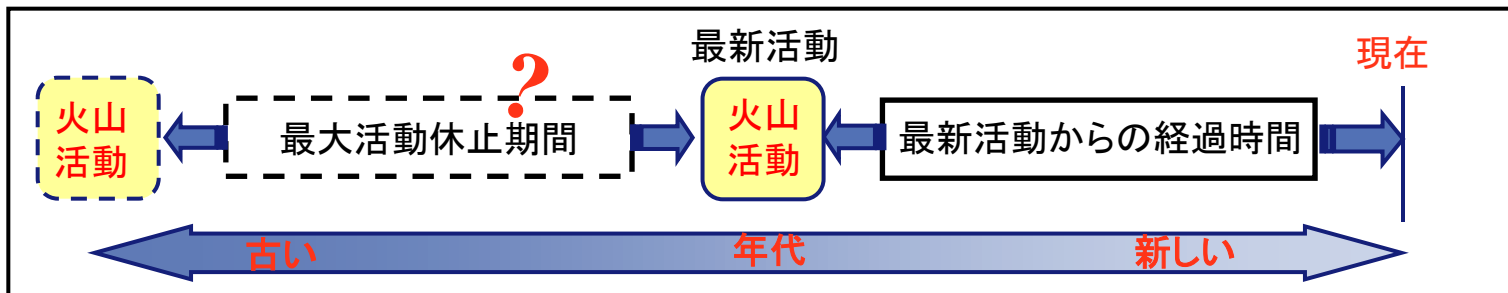 最新活動
現在
火山
活動
最大活動休止期間
?
火山
活動
最新活動からの経過時間
古い
年代
新しい